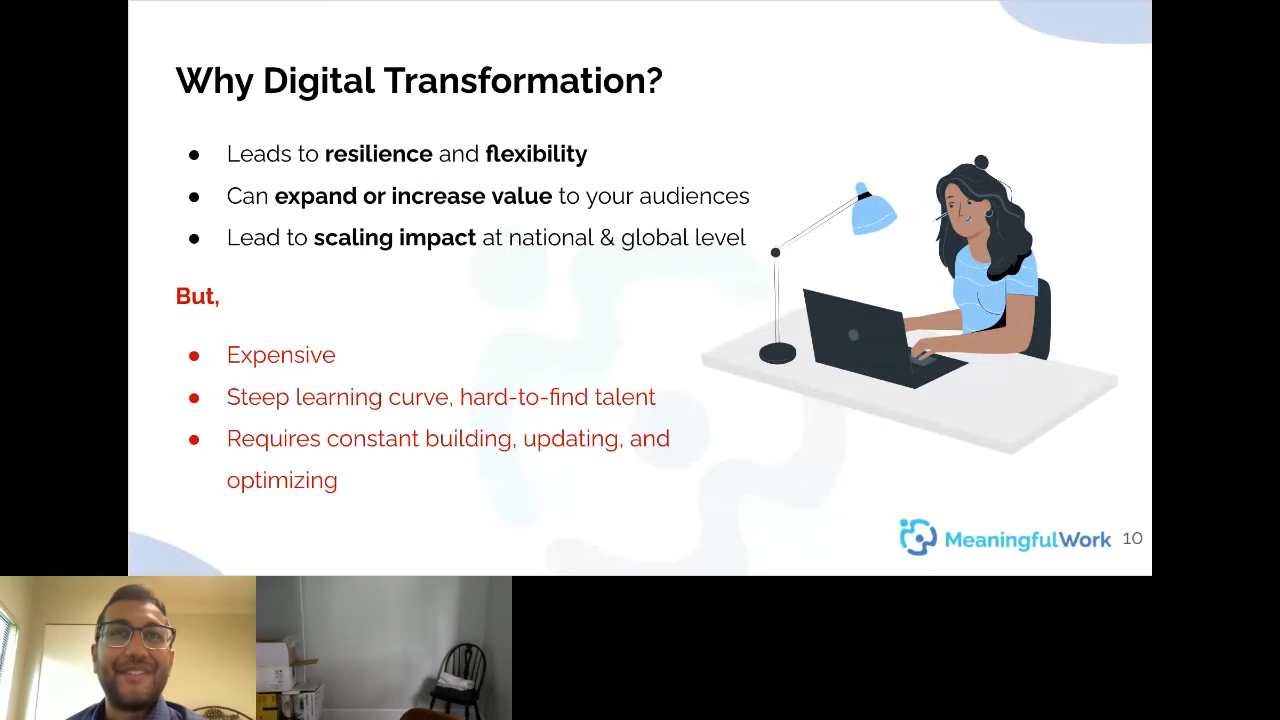 Why Digital Transformation?
● Leads to resilience and flexibility
● Can expand or increase value to your audiences
● Lead to scaling impact at national & global level
But,
● Expensive
● Steep learning curve, hard-to-find talent
● Requires constant building, updating, and
optimizing
MeaningfulWork 10